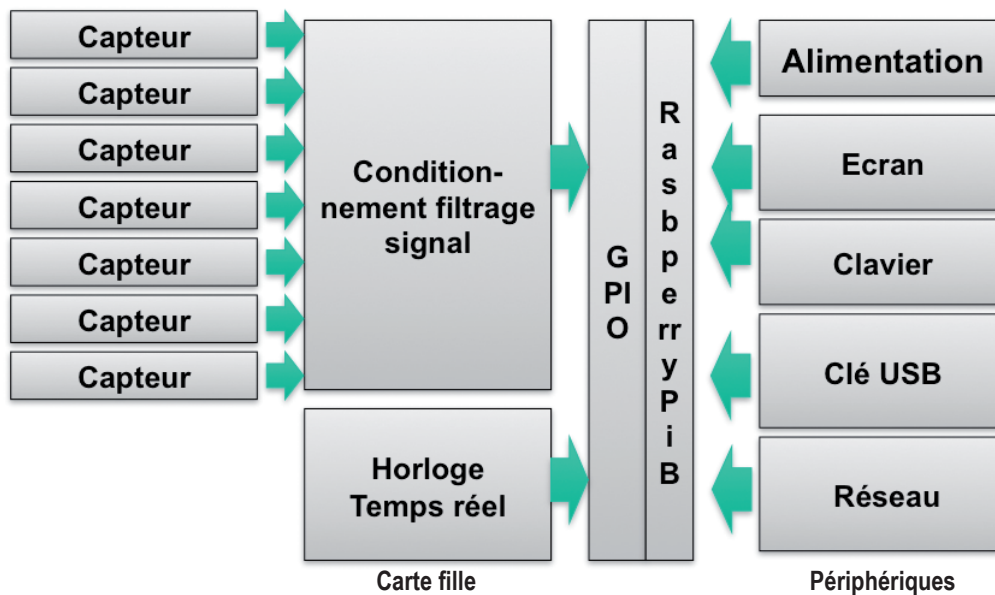 Capteur
Capteur
Capteur
Capteur
Capteur
Capteur
Capteur
Condition-
nement filtrage
signal
Horloge
Temps réel
Carte fille
G
PI
O
R
a
s
b
p
e
rr
y
P
i
B
Alimentation
Ecran
Clavier
Clé USB
Réseau
Périphériques